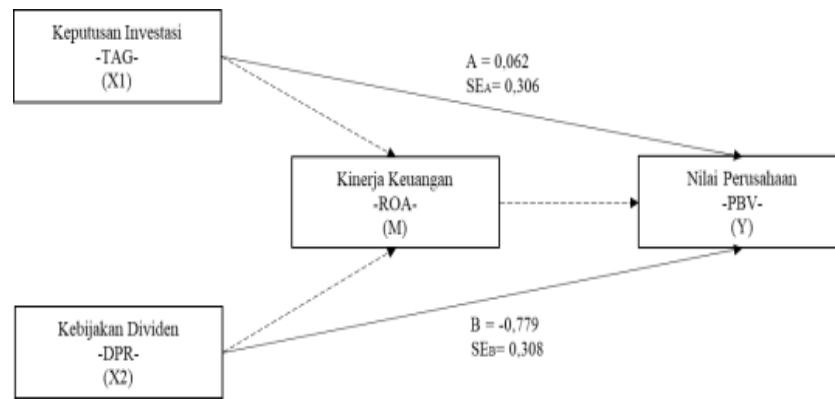 Keputusan Investasi
-TAG-
(X1)
A = 0,062
SEA= 0,306
Kinerja Keuangan
-ROA-
(M)
Nilai Perusahaan
-PBV-
(Y)
Kebijakan Dividen
-DPR-
(X2)
B = -0,779
SEB= 0,308